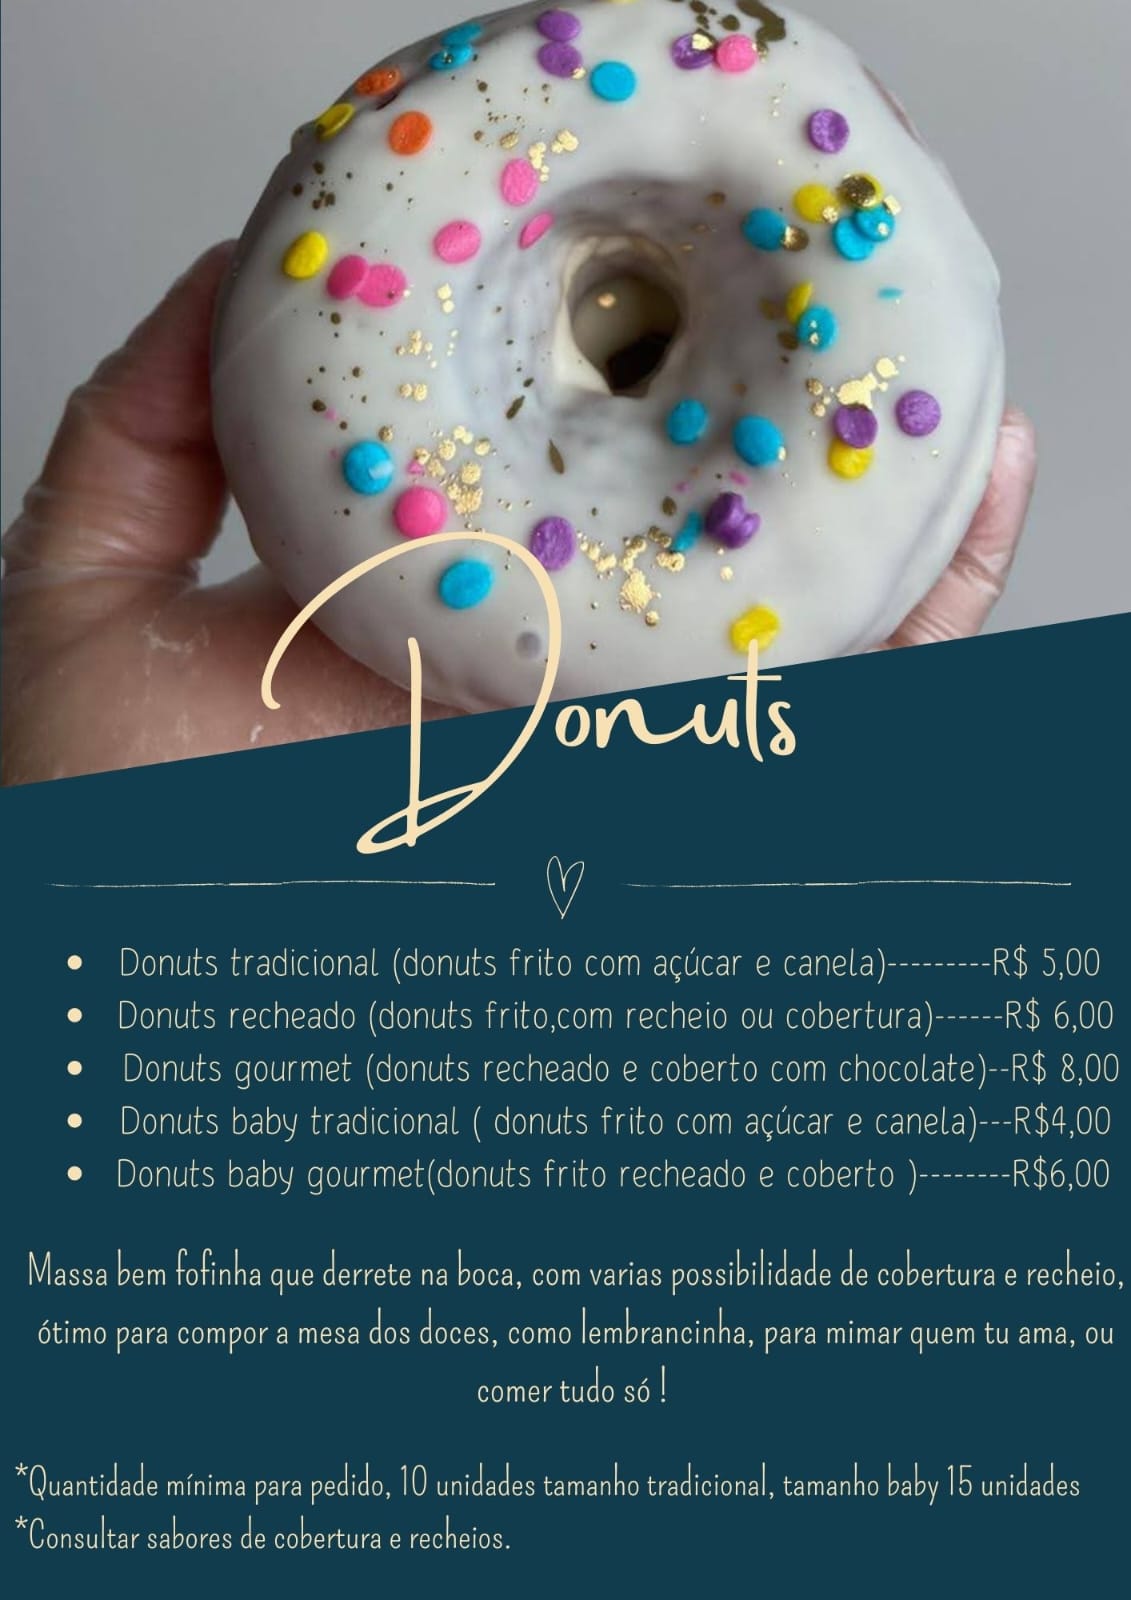 Donuts
Donuts tradicional (donuts frito com açúcar e canela)---------R$ 5,00
Donuts recheado (donuts frito,com recheio ou cobertura)------R$ 6,00
Donuts gourmet (donuts recheado e coberto com chocolate)--R$ 8,00
Donuts baby tradicional ( donuts frito com açúcar e canela)---R$4,00
Donuts baby gourmet(donuts frito recheado e coberto )--------R$6,00
Massa bem fofinha que derrete na boca, com varias possibilidade de cobertura e recheio,
ótimo para compor a mesa dos doces, como lembrancinha, para mimar quem tu ama, ou
comer tudo só !
*Quantidade mínima para pedido, 10 unidades tamanho tradicional, tamanho baby 15 unidades
*Consultar sabores de cobertura e recheios.